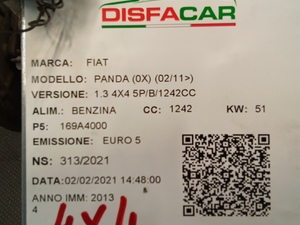 DISFACAR
MARCA: FIAT
MODELLO: PANDA (0X) (02/11>)
VERSIONE: 1.3 4X4 5P/B/1242CC
ALIM.: BENZINA CC: 1242 KW: 51
P5: 169A4000
EMISSIONE: EURO 5
NS: 313/2021
DATA:02/02/2021 14:48:00
ANNO IMM: 2013
4
4X4